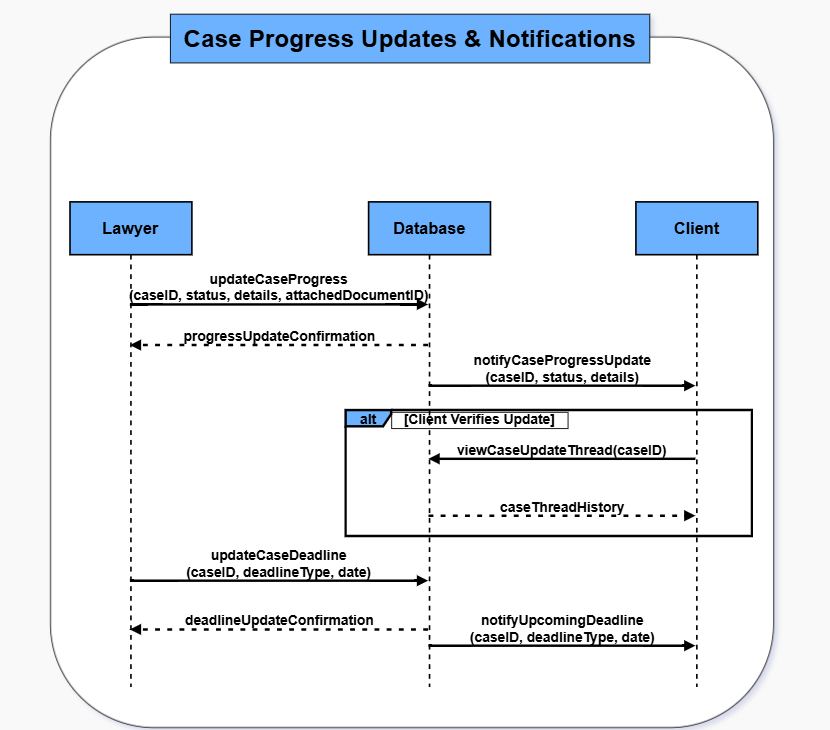 Case Progress Updates & Notifications
Lawyer
Database
Client
updateCaseProgress
(caseID, status, details, attachedDocumentID)
progressUpdateConfirmation
notifyCaseProgressUpdate
(caseID, status, details)
alt
[Client Verifies Update]
viewCaseUpdateThread(caseID)
caseThreadHistory
updateCaseDeadline
(caseID, deadlineType, date)
deadlineUpdateConfirmation
notifyUpcomingDeadline
(caseID, deadlineType, date)